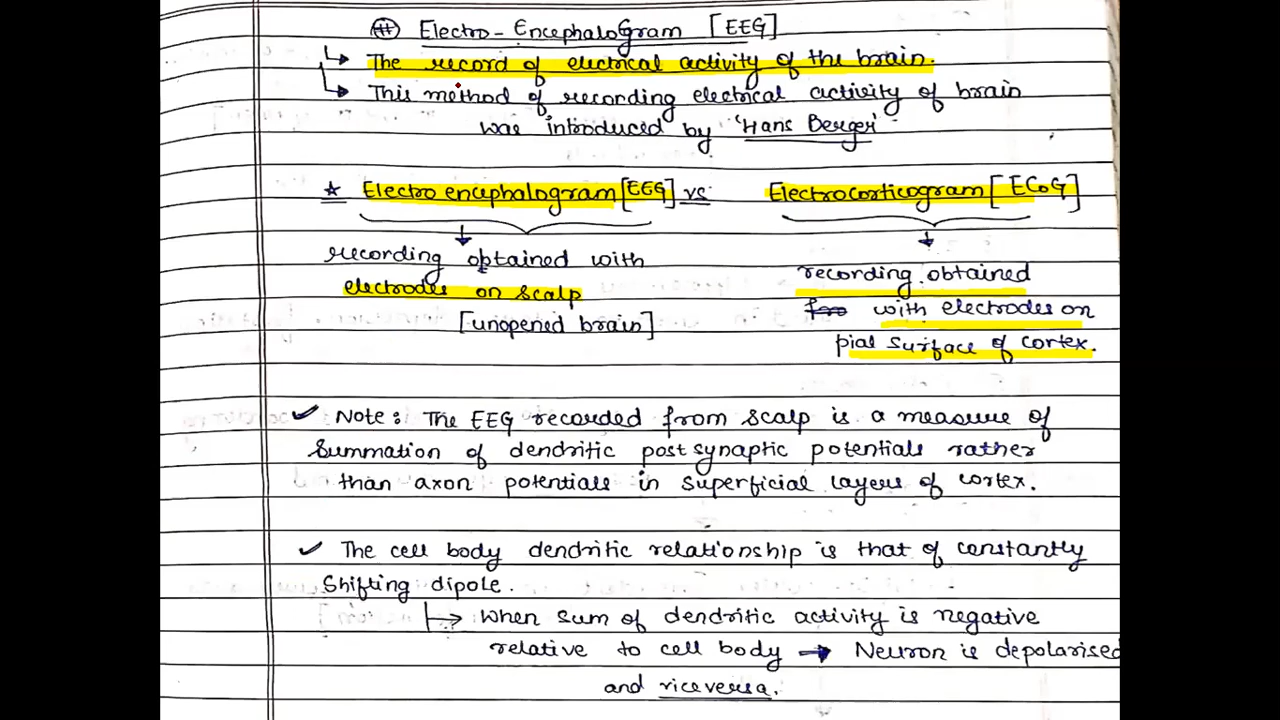 # Electro-Encephalogram [EEG]
↳ The record of electrical activity of the brain.
↳ This method of recording electrical activity of brain
was introduced by 'Hans Berger'
* Electroencephalogram [EEG] vs Electrocorticogram [ECoG]
recording obtained with
electrodes on scalp
[unopened brain]
recording obtained
with electrodes on
pial surface of cortex.
✓ Note: The EEG recorded from scalp is a measure of
summation of dendritic postsynaptic potentials rather
than axon potentials in superficial layers of cortex.
✓ The cell body dendritic relationship is that of constantly
shifting dipole.
↳ when sum of dendritic activity is negative
relative to cell body → Neuron is depolarised
and viceversa.